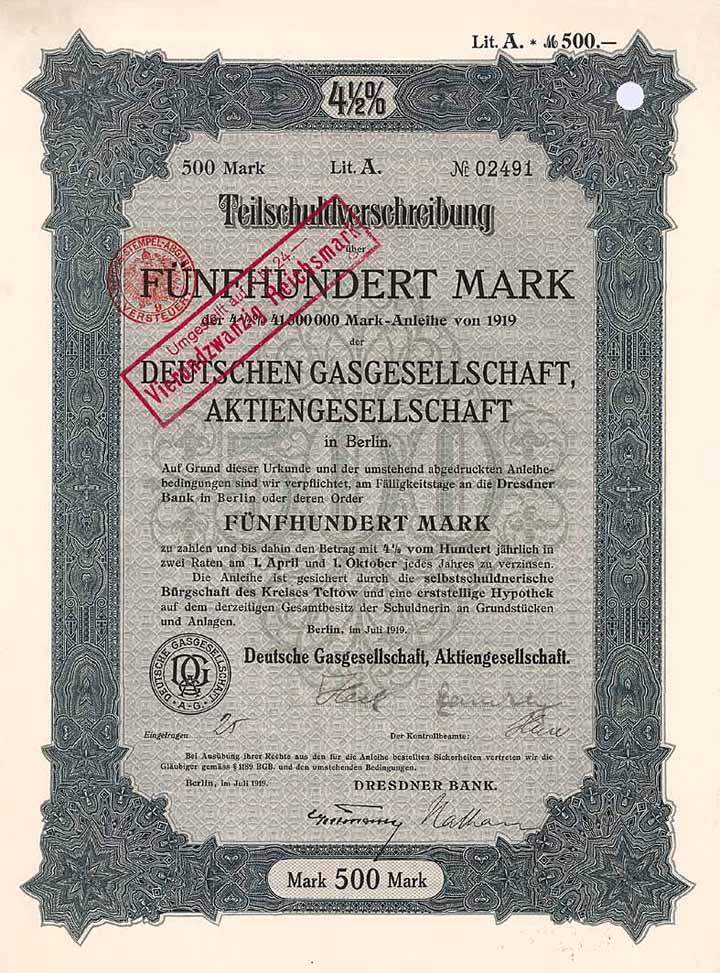 Lit. A. * ℳ 500.—
4½%
500 Mark Lit. A. № 02491
Teilschuldverschreibung
über
FÜNFHUNDERT MARK
der 4½% 41500000 Mark-Anleihe von 1919
der
DEUTSCHEN GASGESELLSCHAFT,
AKTIENGESELLSCHAFT
in Berlin.
Auf Grund dieser Urkunde und der umstehend abgedruckten Anleihe-
bedingungen sind wir verpflichtet, am Fälligkeitstage an die Dresdner
Bank in Berlin oder deren Order
FÜNFHUNDERT MARK
zu zahlen und bis dahin den Betrag mit 4½ vom Hundert jährlich in
zwei Raten am 1. April und 1. Oktober jedes Jahres zu verzinsen.
Die Anleihe ist gesichert durch die selbstschuldnerische
Bürgschaft des Kreises Teltow und eine erststellige Hypothek
auf dem derzeitigen Gesamtbesitz der Schuldnerin an Grundstücken
und Anlagen.
Berlin, im Juli 1919.
Deutsche Gasgesellschaft, Aktiengesellschaft.
DEUTSCHE GASGESELLSCHAFT
A-G
DG
Eingetragen 25 Der Kontrollbeamte:
Bei Ausübung ihrer Rechte aus den für die Anleihe bestellten Sicherheiten vertreten wir die
Gläubiger gemäss § 1189 BGB. und den umstehenden Bedingungen.
Berlin, im Juli 1919. DRESDNER BANK.
Nathan
Mark 500 Mark
Umgestellt auf RM 24.—
Vierundzwanzig Reichsmark
VERSTEUERT
500